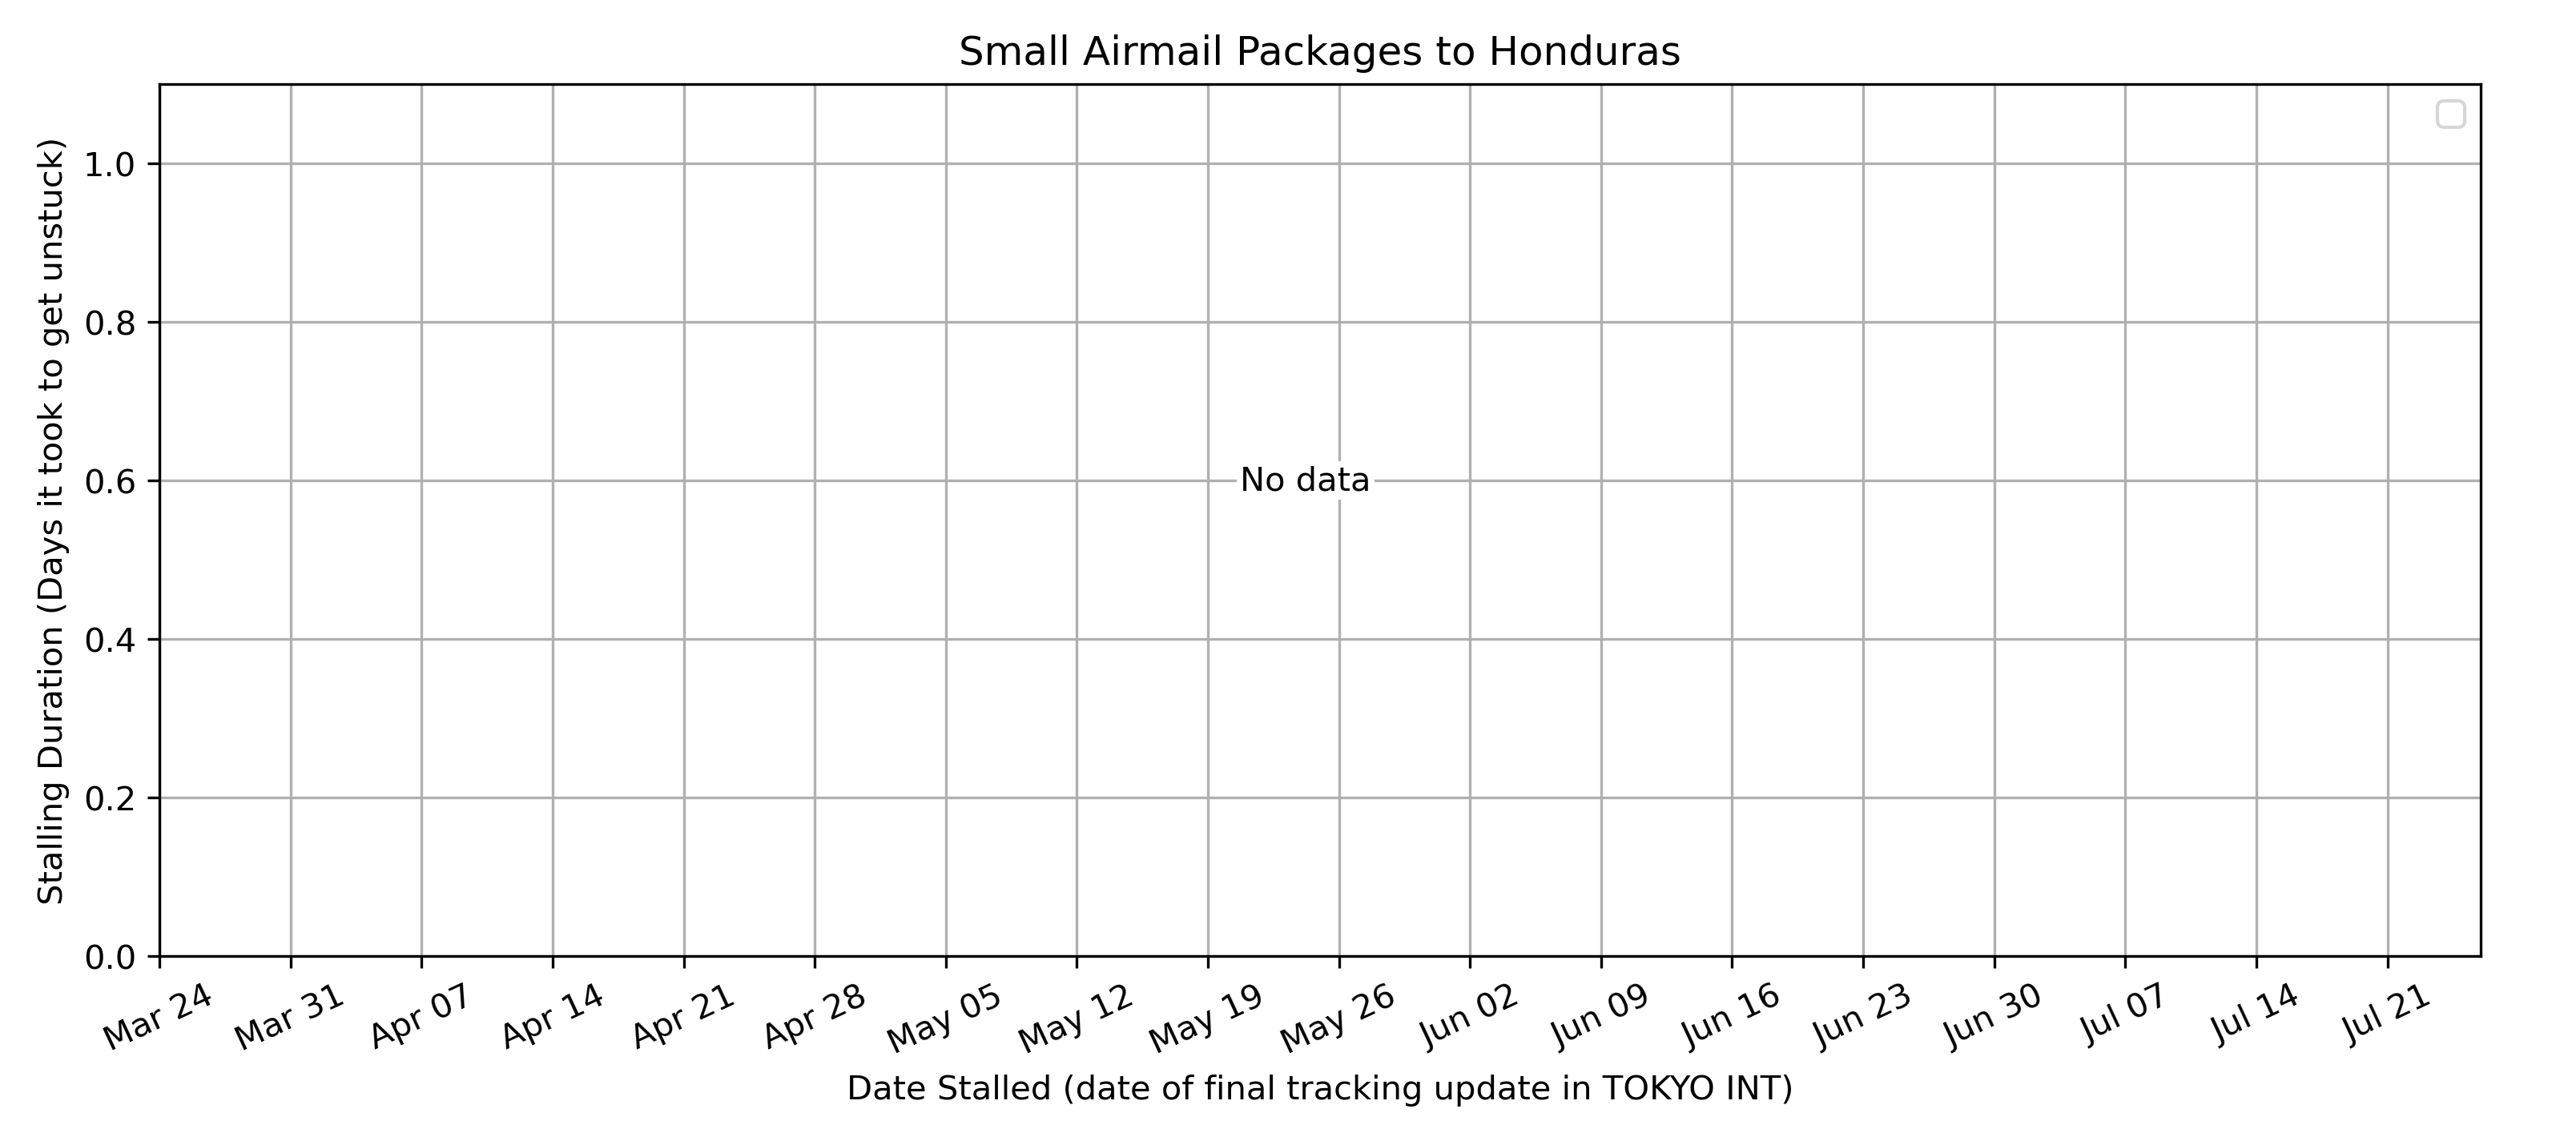 Small Airmail Packages to Honduras
Stalling Duration (Days it took to get unstuck)
1.0
0.8
0.6
0.4
0.2
0.0
No data
Mar 24
Mar 31
Apr 07
Apr 14
Apr 21
Apr 28
May 05
May 12
May 19
May 26
Jun 02
Jun 09
Jun 16
Jun 23
Jun 30
Jul 07
Jul 14
Jul 21
Date Stalled (date of final tracking update in TOKYO INT)